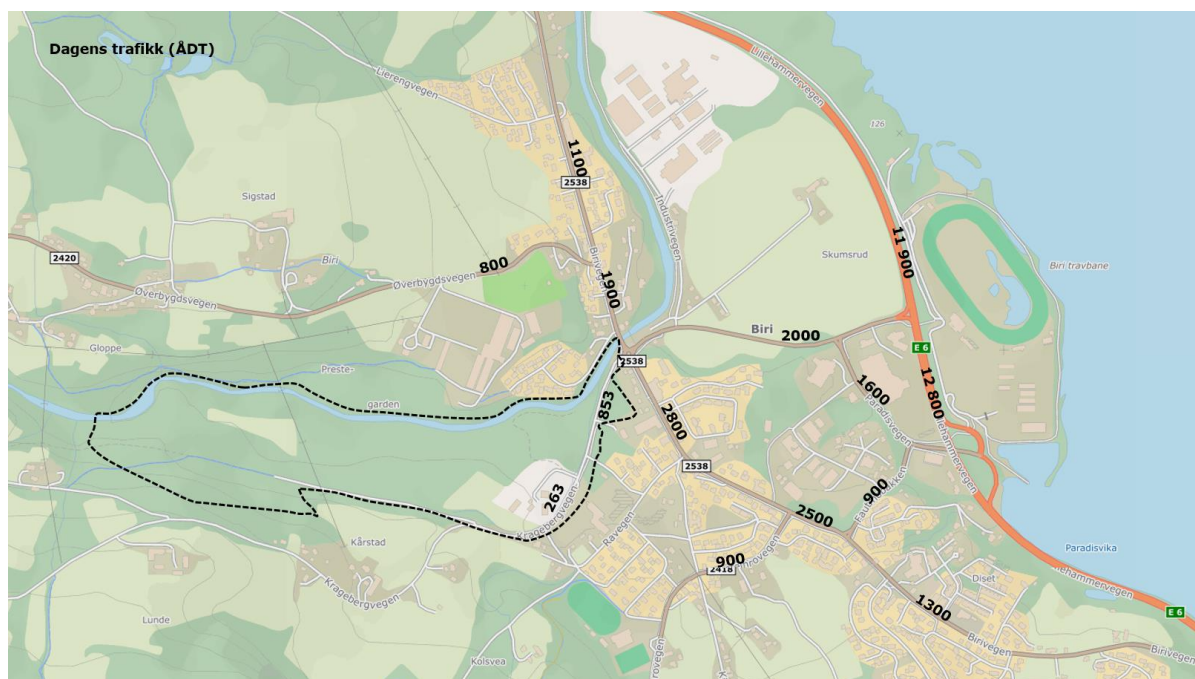 Dagens trafikk (ÅDT)
Lierengvegen
Lillehammervegen
126
1100
2538
Sigstad
Industrivegen
Birivegen
11 900
Skumsrud
2420
Biri
800
Øverbygdsvegen
Øverbygdsvegen
Biri travbane
1900
Biri
2000
E 6
Gloppe
Preste-
garden
2538
12 800
1600
Paradisvegen
853
2800
2538
263
Kragebergvegen
Ravegen
900
2500
Kårstad
900
2418
Paradisvika
Diset
Kragebergvegen
1300
Lunde
Birivegen
Birivegen
E 6
Kolsvea